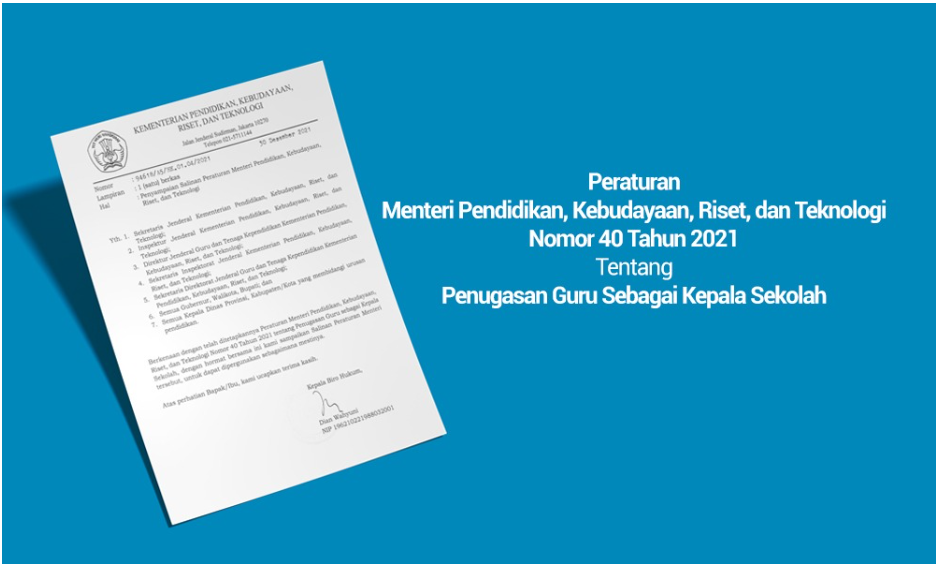 KEMENTERIAN PENDIDIKAN, KEBUDAYAAN,
RISET, DAN TEKNOLOGI
Jalan Jenderal Sudirman, Jakarta 10270
Telepon 021-5711144
30 Desember 2021
Nomor
Lampiran : 1 (satu) berkas
Hal : Penyampaian Salinan Peraturan Menteri Pendidikan, Kebudayaan,
Riset, dan Teknologi
Yth. 1. Sekretaris Jenderal Kementerian Pendidikan, Kebudayaan, Riset, dan
Teknologi;
2. Inspektur Jenderal Kementerian Pendidikan, Kebudayaan, Riset, dan
Teknologi;
3. Direktur Jenderal Guru dan Tenaga Kependidikan Kementerian Pendidikan,
Kebudayaan, Riset, dan Teknologi;
4. Sekretaris Inspektorat Jenderal Kementerian Pendidikan, Kebudayaan,
Riset, dan Teknologi;
5. Sekretaris Direktorat Jenderal Guru dan Tenaga Kependidikan Kementerian
Pendidikan, Kebudayaan, Riset, dan Teknologi;
6. Semua Gubernur, Walikota, Bupati; dan
7. Semua Kepala Dinas Provinsi, Kabupaten/Kota yang membidangi urusan
pendidikan.
Berkenaan dengan telah ditetapkannya Peraturan Menteri Pendidikan, Kebudayaan,
Riset, dan Teknologi Nomor 40 Tahun 2021 tentang Penugasan Guru sebagai Kepala
Sekolah, dengan hormat bersama ini kami sampaikan Salinan Peraturan Menteri
tersebut, untuk dapat dipergunakan sebagaimana mestinya.
Atas perhatian Bapak/Ibu, kami ucapkan terima kasih.
Kepala Biro Hukum,
Dian Wahyuni
NIP 196210221988032001
Peraturan
Menteri Pendidikan, Kebudayaan, Riset, dan Teknologi
Nomor 40 Tahun 2021
Tentang
Penugasan Guru Sebagai Kepala Sekolah